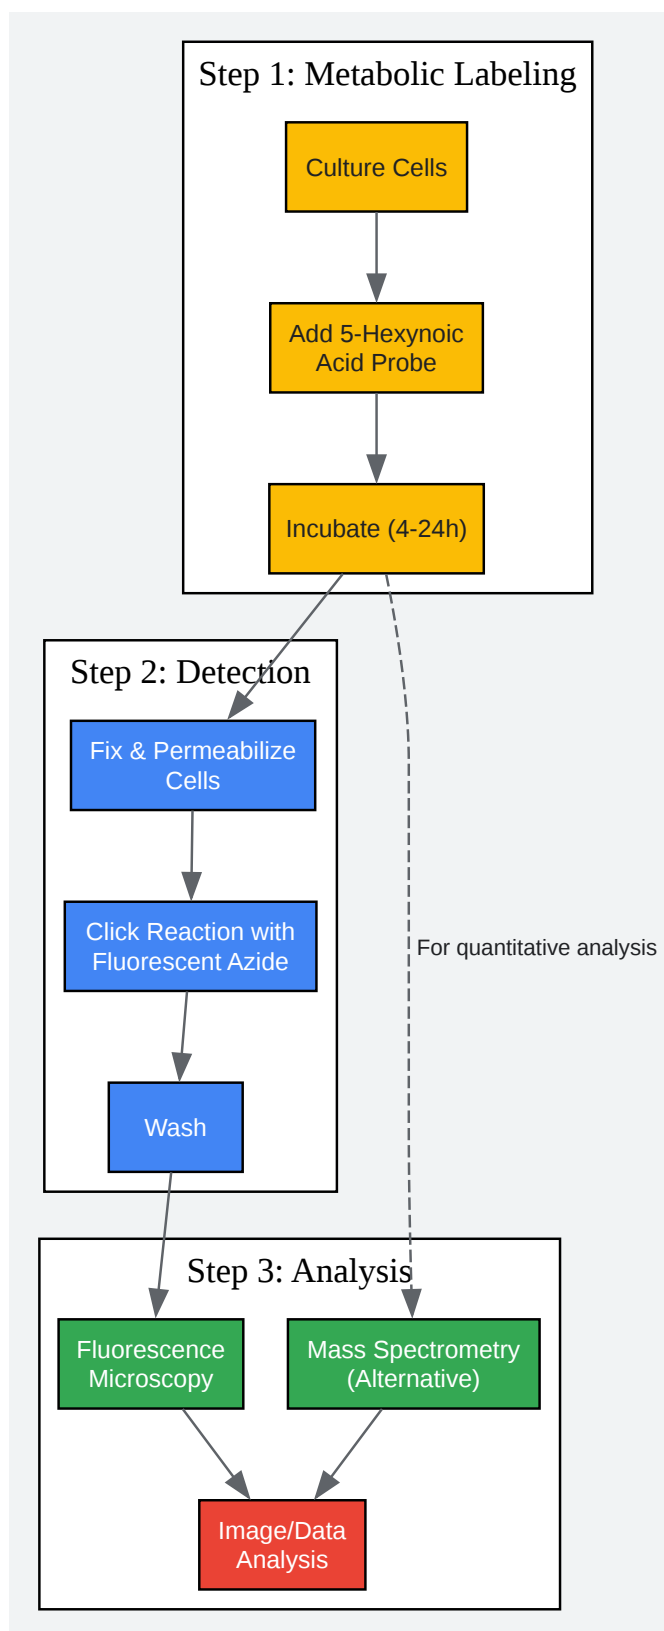 Step 1: Metabolic Labeling
Culture Cells
Add 5-Hexynoic
Acid Probe
Incubate (4-24h)
Step 2: Detection
Fix & Permeabilize
Cells
Click Reaction with
Fluorescent Azide
For quantitative analysis
Wash
Step 3: Analysis
Fluorescence
Microscopy
Mass Spectrometry
(Alternative)
Image/Data
Analysis